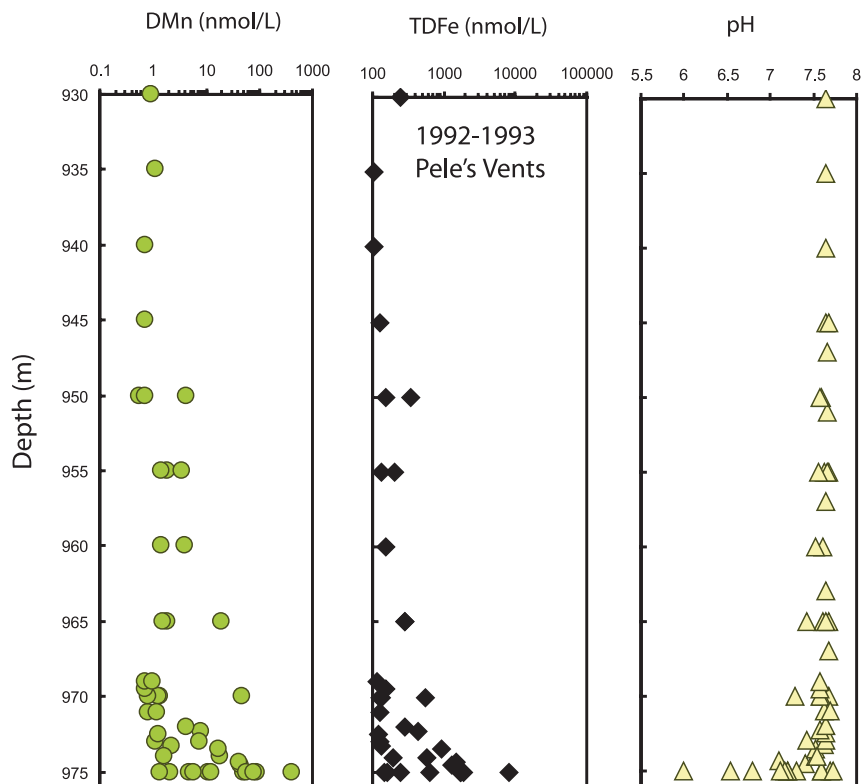 DMn (nmol/L)
TDFe (nmol/L)
pH
0.1 1 10 100 1000
100 1000 10000 100000
5.5 6 6.5 7 7.5 8
1992-1993
Pele's Vents
Depth (m)
930
935
940
945
950
955
960
965
970
975